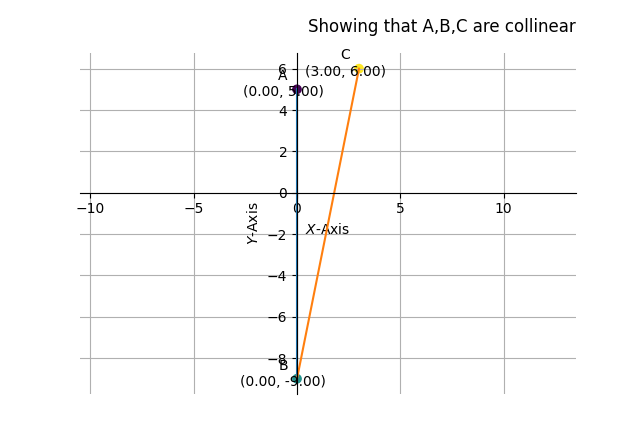 Showing that A,B,C are collinear
C
6
(3.00, 6.00)
A
(0.00, 5.00)
4
2
0
−10
−5
0
5
10
Y-Axis
X-Axis
−2
−4
−6
−8
B
(0.00, -9.00)